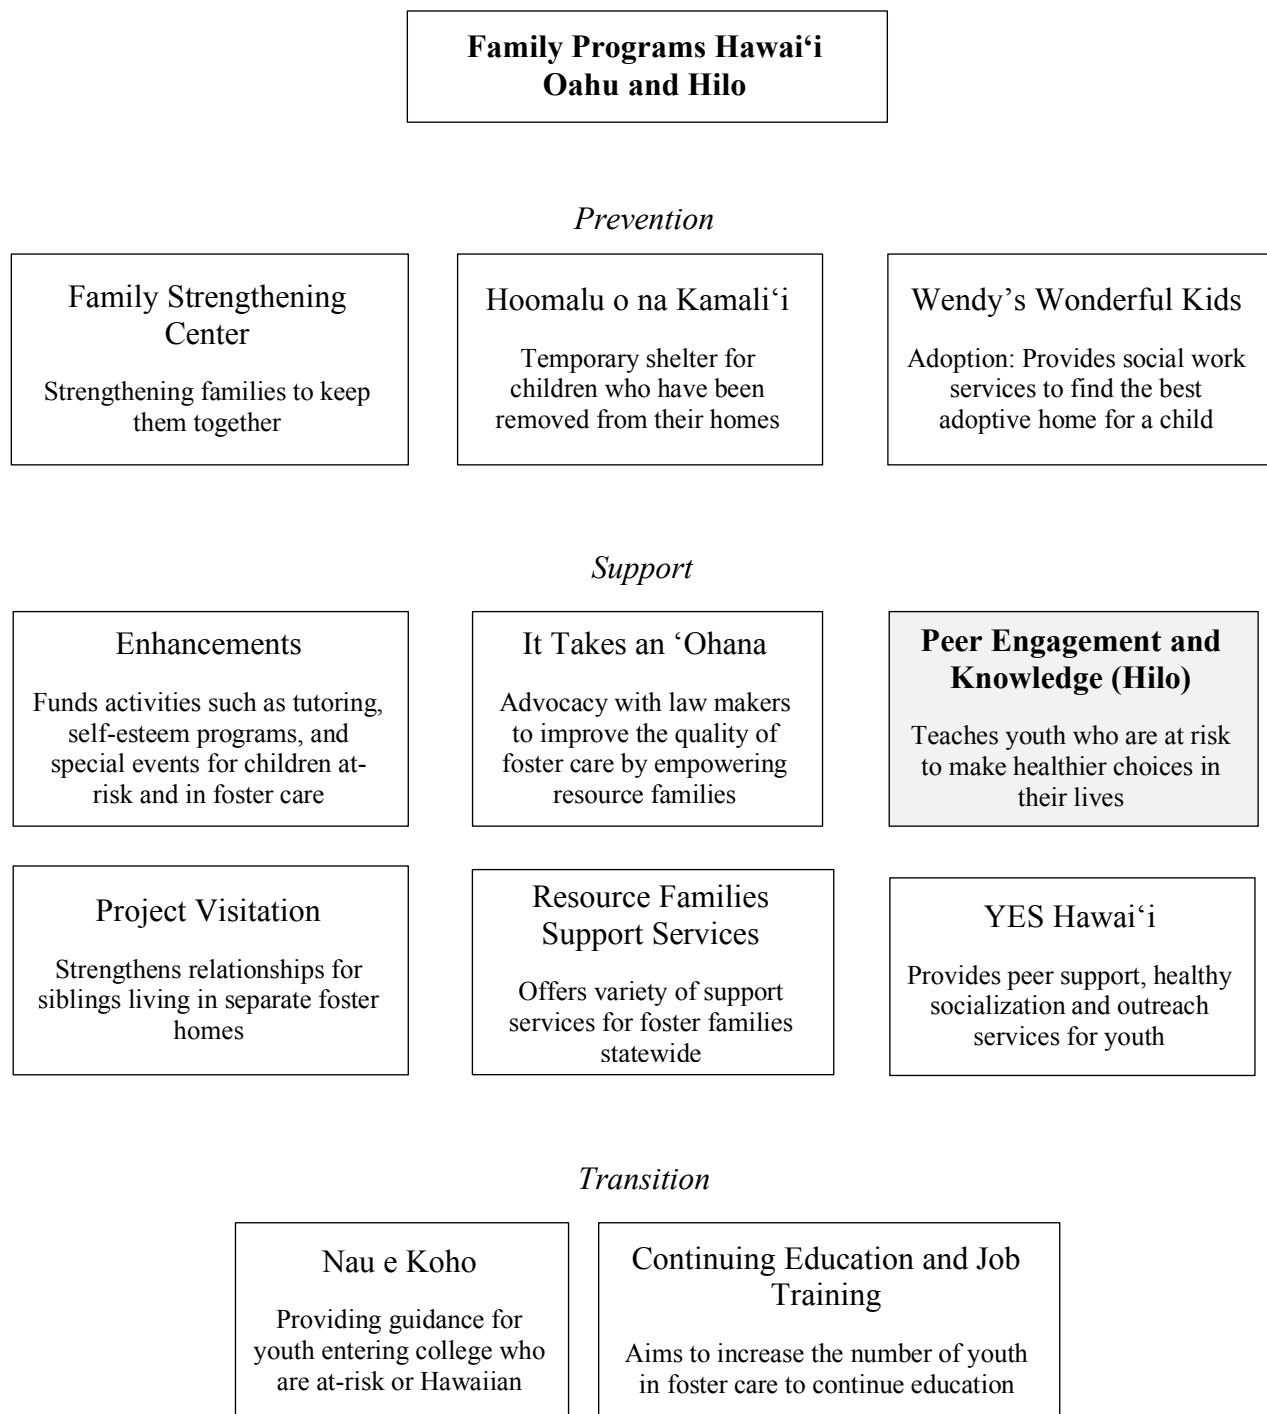 Family Programs Hawai‘i
Oahu and Hilo
Prevention
Family Strengthening
Center
Strengthening families to keep
them together
Hoomalu o na Kamali‘i
Temporary shelter for
children who have been
removed from their homes
Wendy’s Wonderful Kids
Adoption: Provides social work
services to find the best
adoptive home for a child
Support
Enhancements
Funds activities such as tutoring,
self-esteem programs, and
special events for children at-
risk and in foster care
It Takes an ‘Ohana
Advocacy with law makers
to improve the quality of
foster care by empowering
resource families
Peer Engagement and
Knowledge (Hilo)
Teaches youth who are at risk
to make healthier choices in
their lives
Project Visitation
Strengthens relationships for
siblings living in separate foster
homes
Resource Families
Support Services
Offers variety of support
services for foster families
statewide
YES Hawai‘i
Provides peer support, healthy
socialization and outreach
services for youth
Transition
Nau e Koho
Providing guidance for
youth entering college who
are at-risk or Hawaiian
Continuing Education and Job
Training
Aims to increase the number of youth
in foster care to continue education